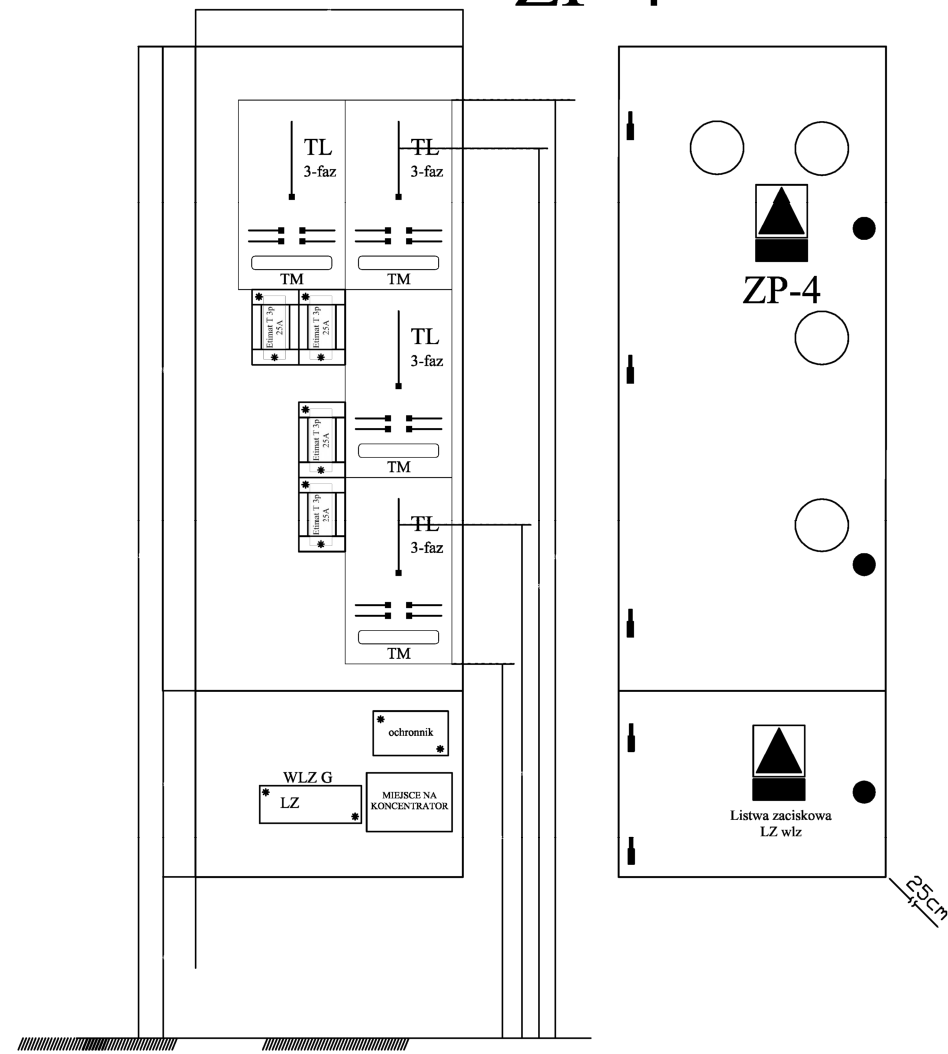 ZP-4
TL
3-faz
TM
TL
3-faz
TM
Etimat T 3p
25A
Etimat T 3p
25A
TL
3-faz
TM
Etimat T 3p
25A
Etimat T 3p
25A
TL
3-faz
TM
ochronnik
WLZ G
LZ
MIEJSCE NA
KONCENTRATOR
ZP-4
Listwa zaciskowa
LZ wlz
25cm